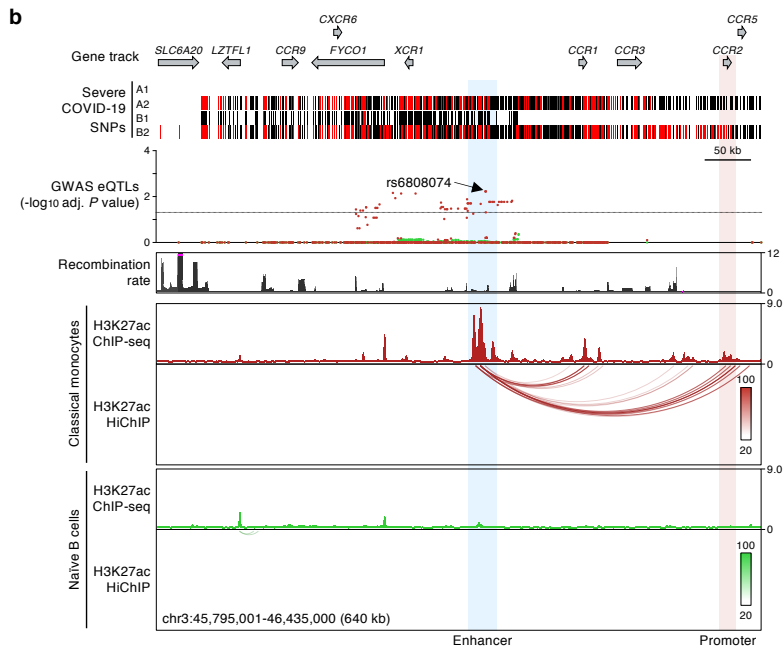 b
CXCR6
CCR5
SLC6A20 LZTFL1 CCR9 FYCO1 XCR1 CCR1 CCR3 CCR2
Gene track
Severe COVID-19 SNPs
A1
A2
B1
B2
50 kb
4
2
0
GWAS eQTLs
(-log10 adj. P value)
rs6808074
Recombination rate
12
0
Classical monocytes
H3K27ac
ChIP-seq
9.0
0
H3K27ac
HiChIP
100
20
Naïve B cells
H3K27ac
ChIP-seq
9.0
0
H3K27ac
HiChIP
100
20
chr3:45,795,001-46,435,000 (640 kb)
Enhancer Promoter